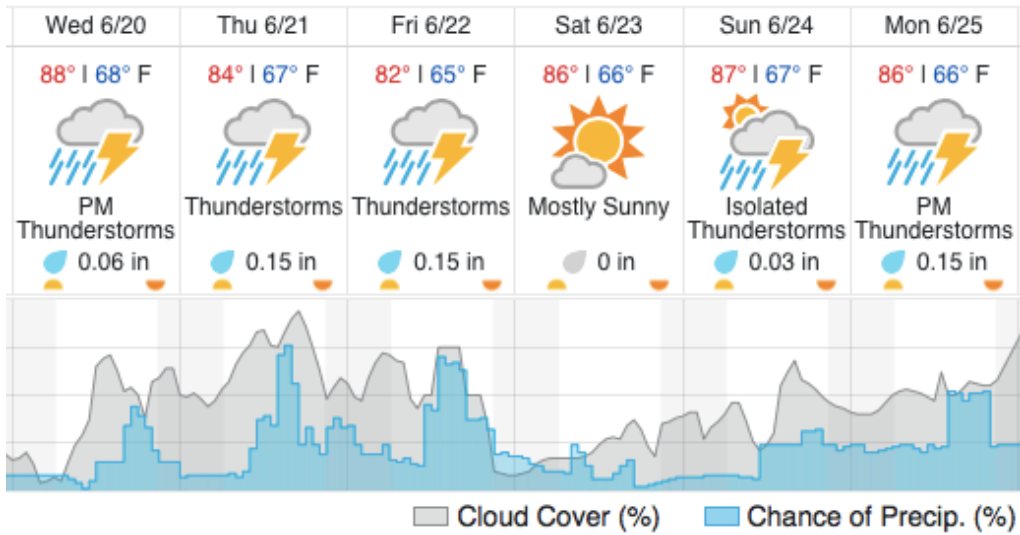 Wed 6/20 Thu 6/21 Fri 6/22 Sat 6/23 Sun 6/24 Mon 6/25
88° | 68° F 84° | 67° F 82° | 65° F 86° | 66° F 87° | 67° F 86° | 66° F
PM Thunderstorms Thunderstorms Mostly Sunny Isolated PM
Thunderstorms Thunderstorms Thunderstorms
0.06 in 0.15 in 0.15 in 0 in 0.03 in 0.15 in
Cloud Cover (%) Chance of Precip. (%)